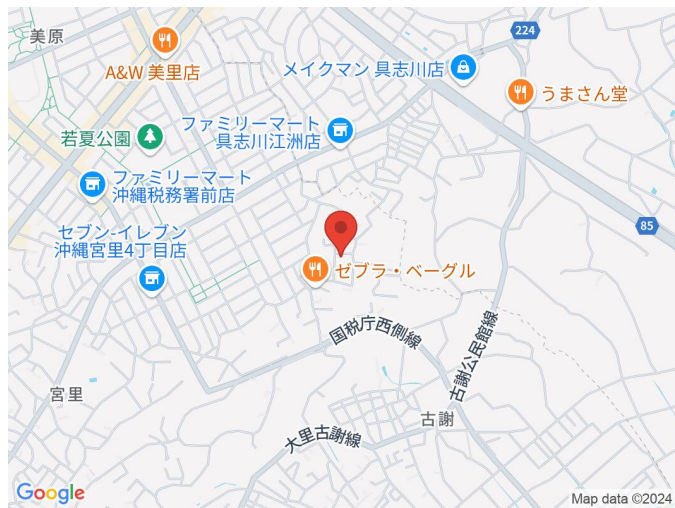 美原
224
A&W 美里店
メイクマン 具志川店
うまさん堂
若夏公園
ファミリーマート
具志川江洲店
ファミリーマート
沖縄税務署前店
85
セブン-イレブン
沖縄宮里4丁目店
ゼブラ・ベーグル
国税庁西側線
古謝公民館線
宮里
古謝
大里古謝線
Google
Map data ©2024